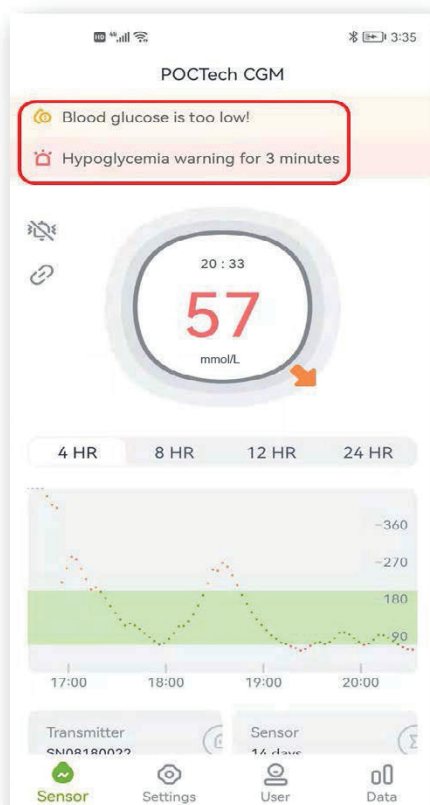 HD 3:35
POCTech CGM
Blood glucose is too low!
Hypoglycemia warning for 3 minutes
20 : 33
57
mmol/L
4 HR 8 HR 12 HR 24 HR
-360
-270
180
90
17:00 18:00 19:00 20:00
Transmitter Sensor
SN08180022 14 days
Sensor Settings User Data